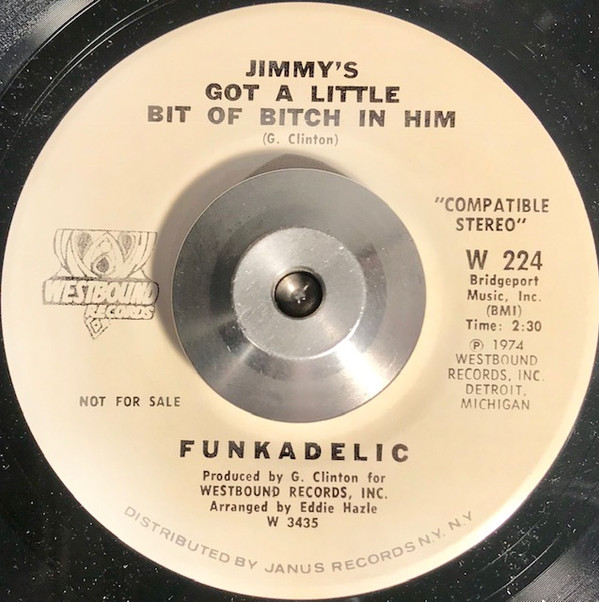 JIMMY'S
GOT A LITTLE
BIT OF BITCH IN HIM
(G. Clinton)
"COMPATIBLE
STEREO"
W 224
Bridgeport
Music, Inc.
(BMI)
Time: 2:30
Ⓟ 1974
WESTBOUND
RECORDS, INC.
DETROIT,
MICHIGAN
WESTBOUND
RECORDS
NOT FOR SALE
FUNKADELIC
Produced by G. Clinton for
WESTBOUND RECORDS, INC.
Arranged by Eddie Hazle
W 3435
DISTRIBUTED BY JANUS RECORDS N.Y. N.Y